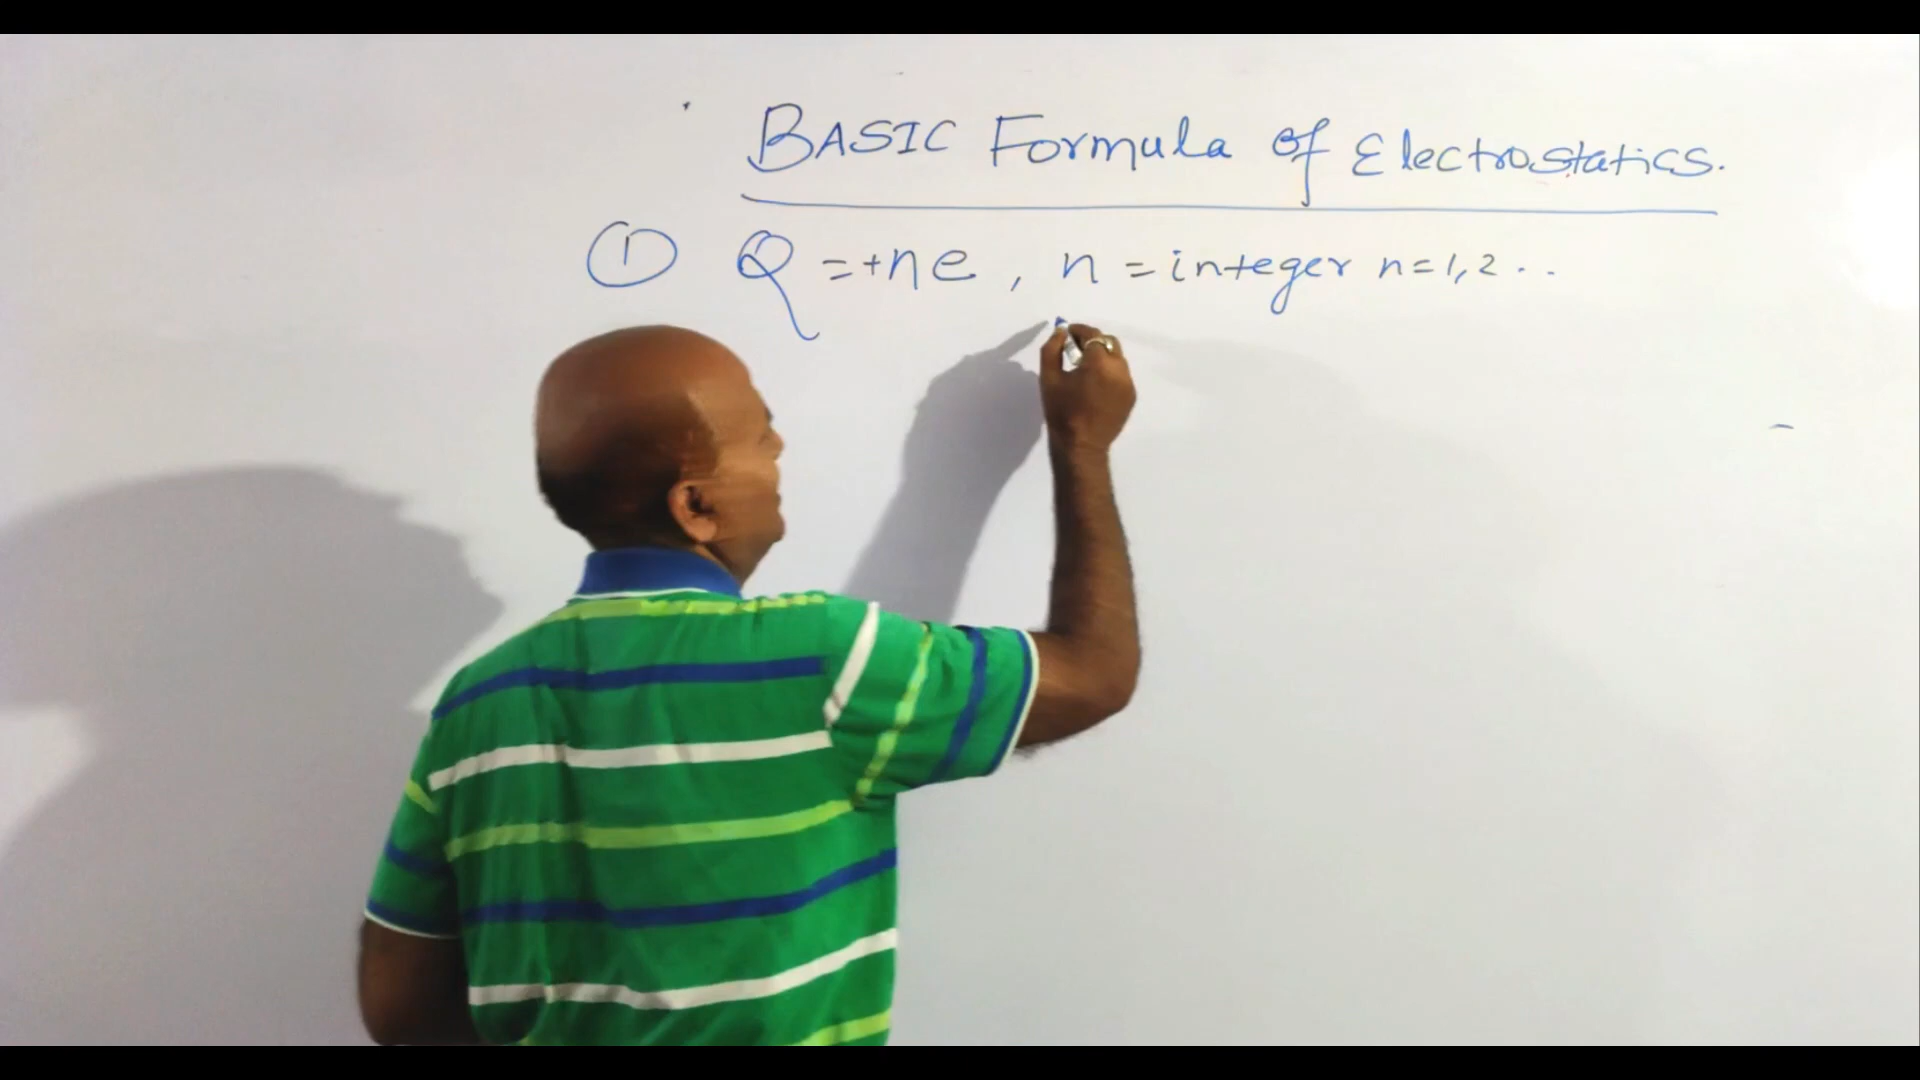 BASIC Formula of Electrostatics.
① Q = +ne, n = integer n = 1, 2 . .